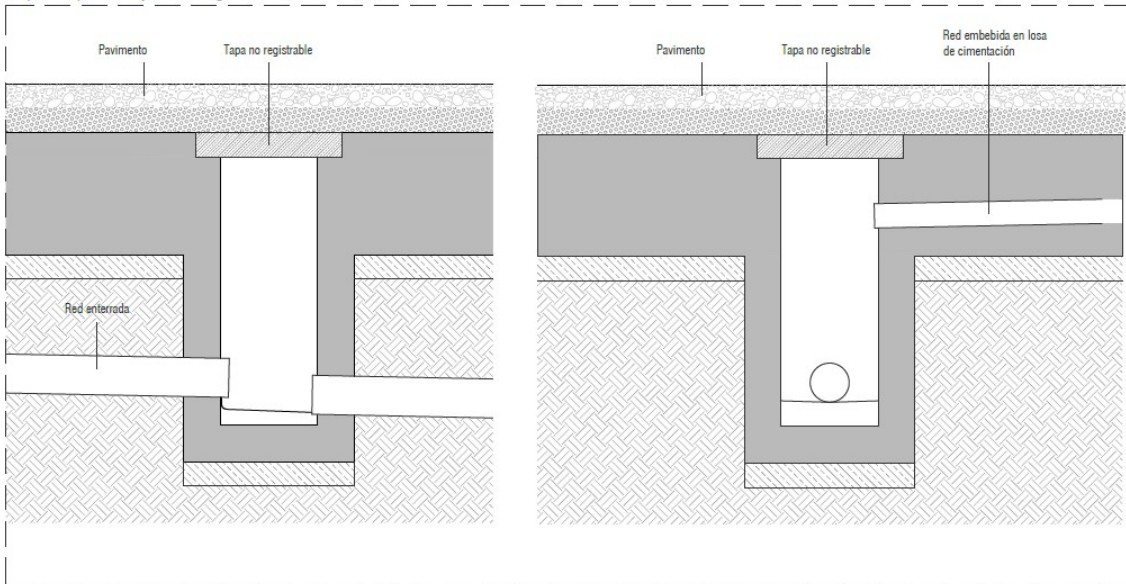 Pavimento
Tapa no registrable
Red enterrada
Pavimento
Tapa no registrable
Red embebida en losa
de cimentación